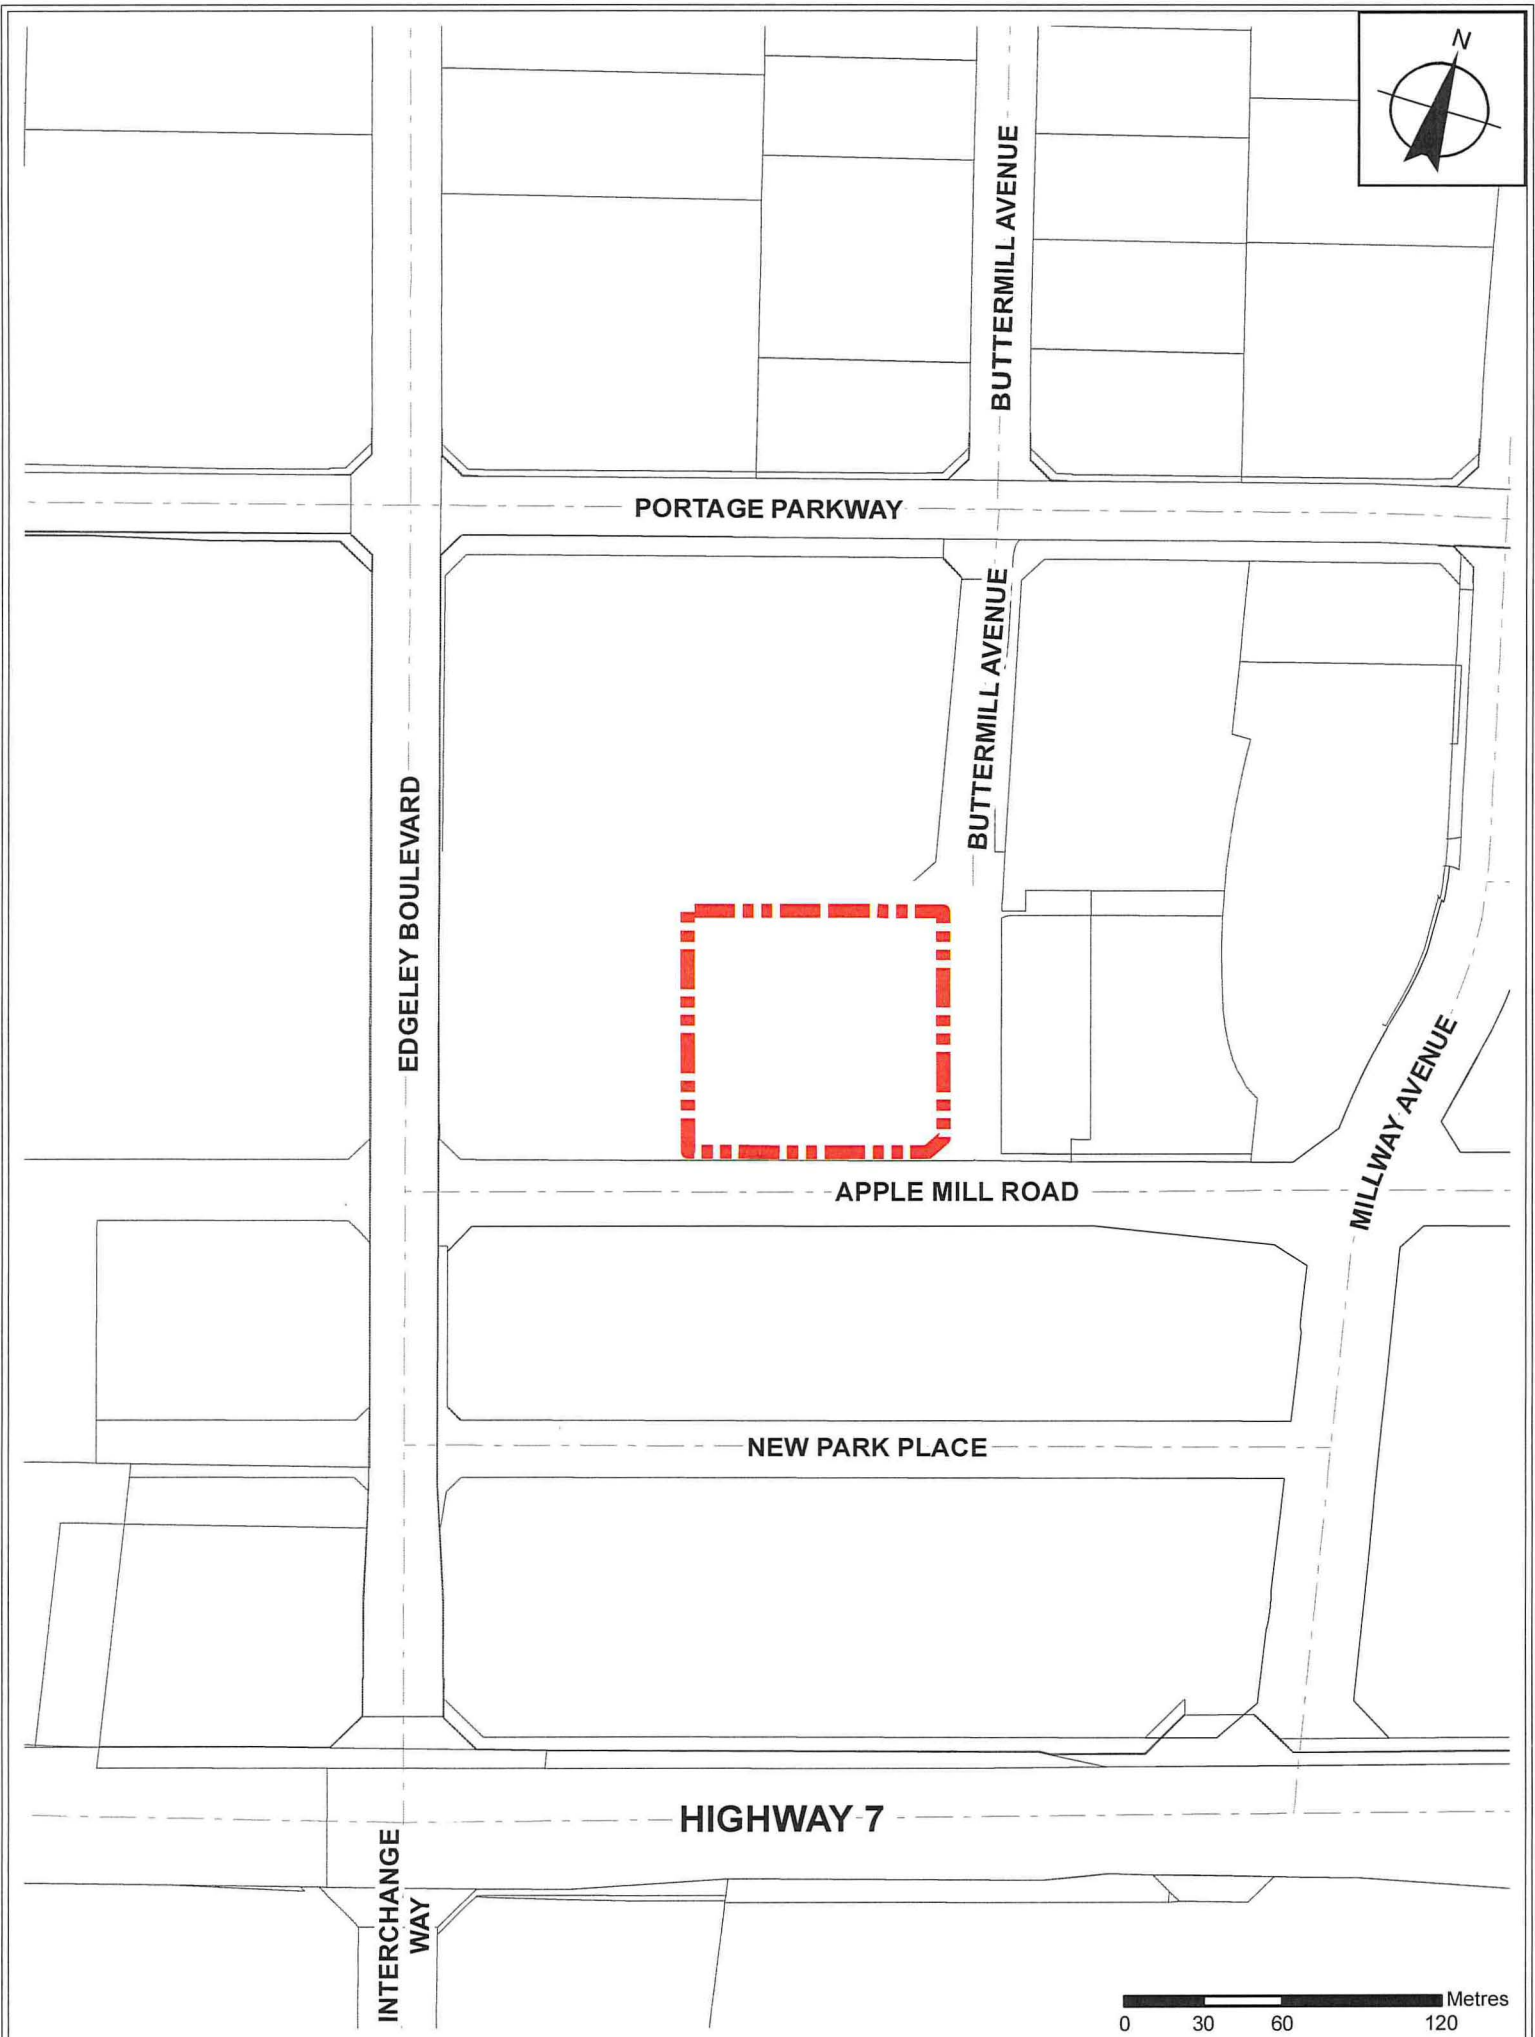 N
BUTTERMILL AVENUE
PORTAGE PARKWAY
BUTTERMILL AVENUE
EDGELEY BOULEVARD
MILLWAY AVENUE
APPLE MILL ROAD
NEW PARK PLACE
HIGHWAY 7
INTERCHANGE
WAY
Metres
0 30 60 120